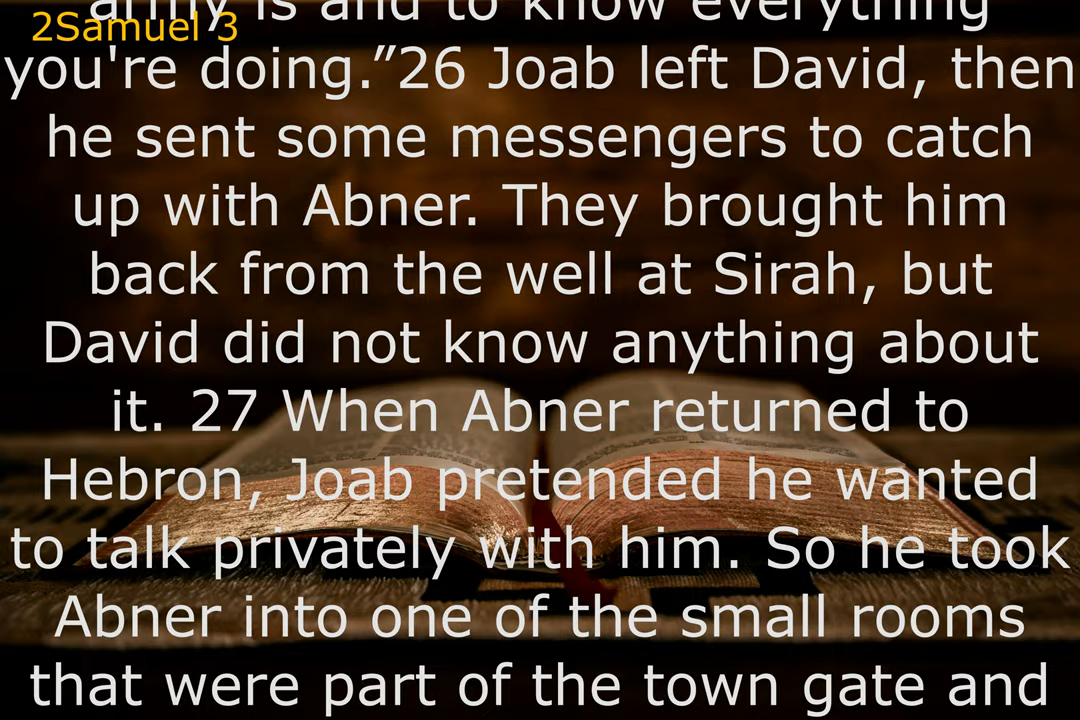 army is and to know everything
2Samuel 3
you're doing.”26 Joab left David, then
he sent some messengers to catch
up with Abner. They brought him
back from the well at Sirah, but
David did not know anything about
it. 27 When Abner returned to
Hebron, Joab pretended he wanted
to talk privately with him. So he took
Abner into one of the small rooms
that were part of the town gate and